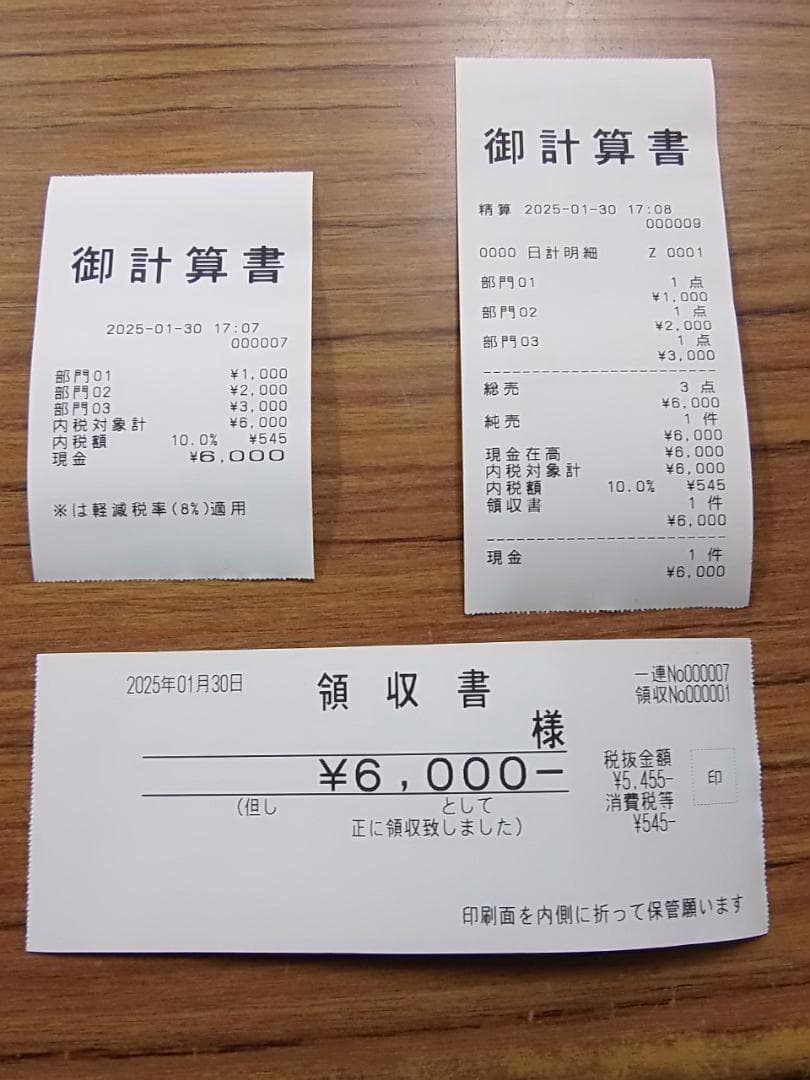 御計算書
2025-01-30 17:07
000007
部門01 ¥1,000
部門02 ¥2,000
部門03 ¥3,000
内税対象計 ¥6,000
内税額 10.0% ¥545
現金 ¥6,000
※は軽減税率(8%)適用
御計算書
精算 2025-01-30 17:08
000009
0000 日計明細 Z 0001
部門01 1 点
¥1,000
部門02 1 点
¥2,000
部門03 1 点
¥3,000
総売 3 点
¥6,000
純売 1 件
¥6,000
現金在高 ¥6,000
内税対象計 ¥6,000
内税額 10.0% ¥545
領収書 1 件
¥6,000
現金 1 件
¥6,000
2025年01月30日 領収書 一連No000007
領収No000001
様
¥6,000-
税抜金額
¥5,455-
消費税等
¥545-
印
(但し として
正に領収致しました)
印刷面を内側に折って保管願います